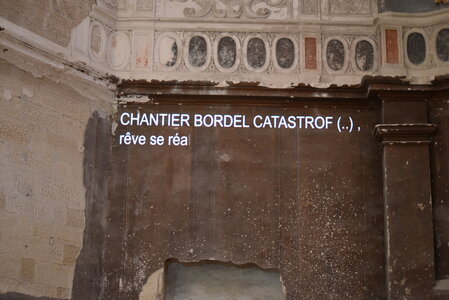 CHANTIER BORDEL CATASTROF (..) ,
rêve se réa